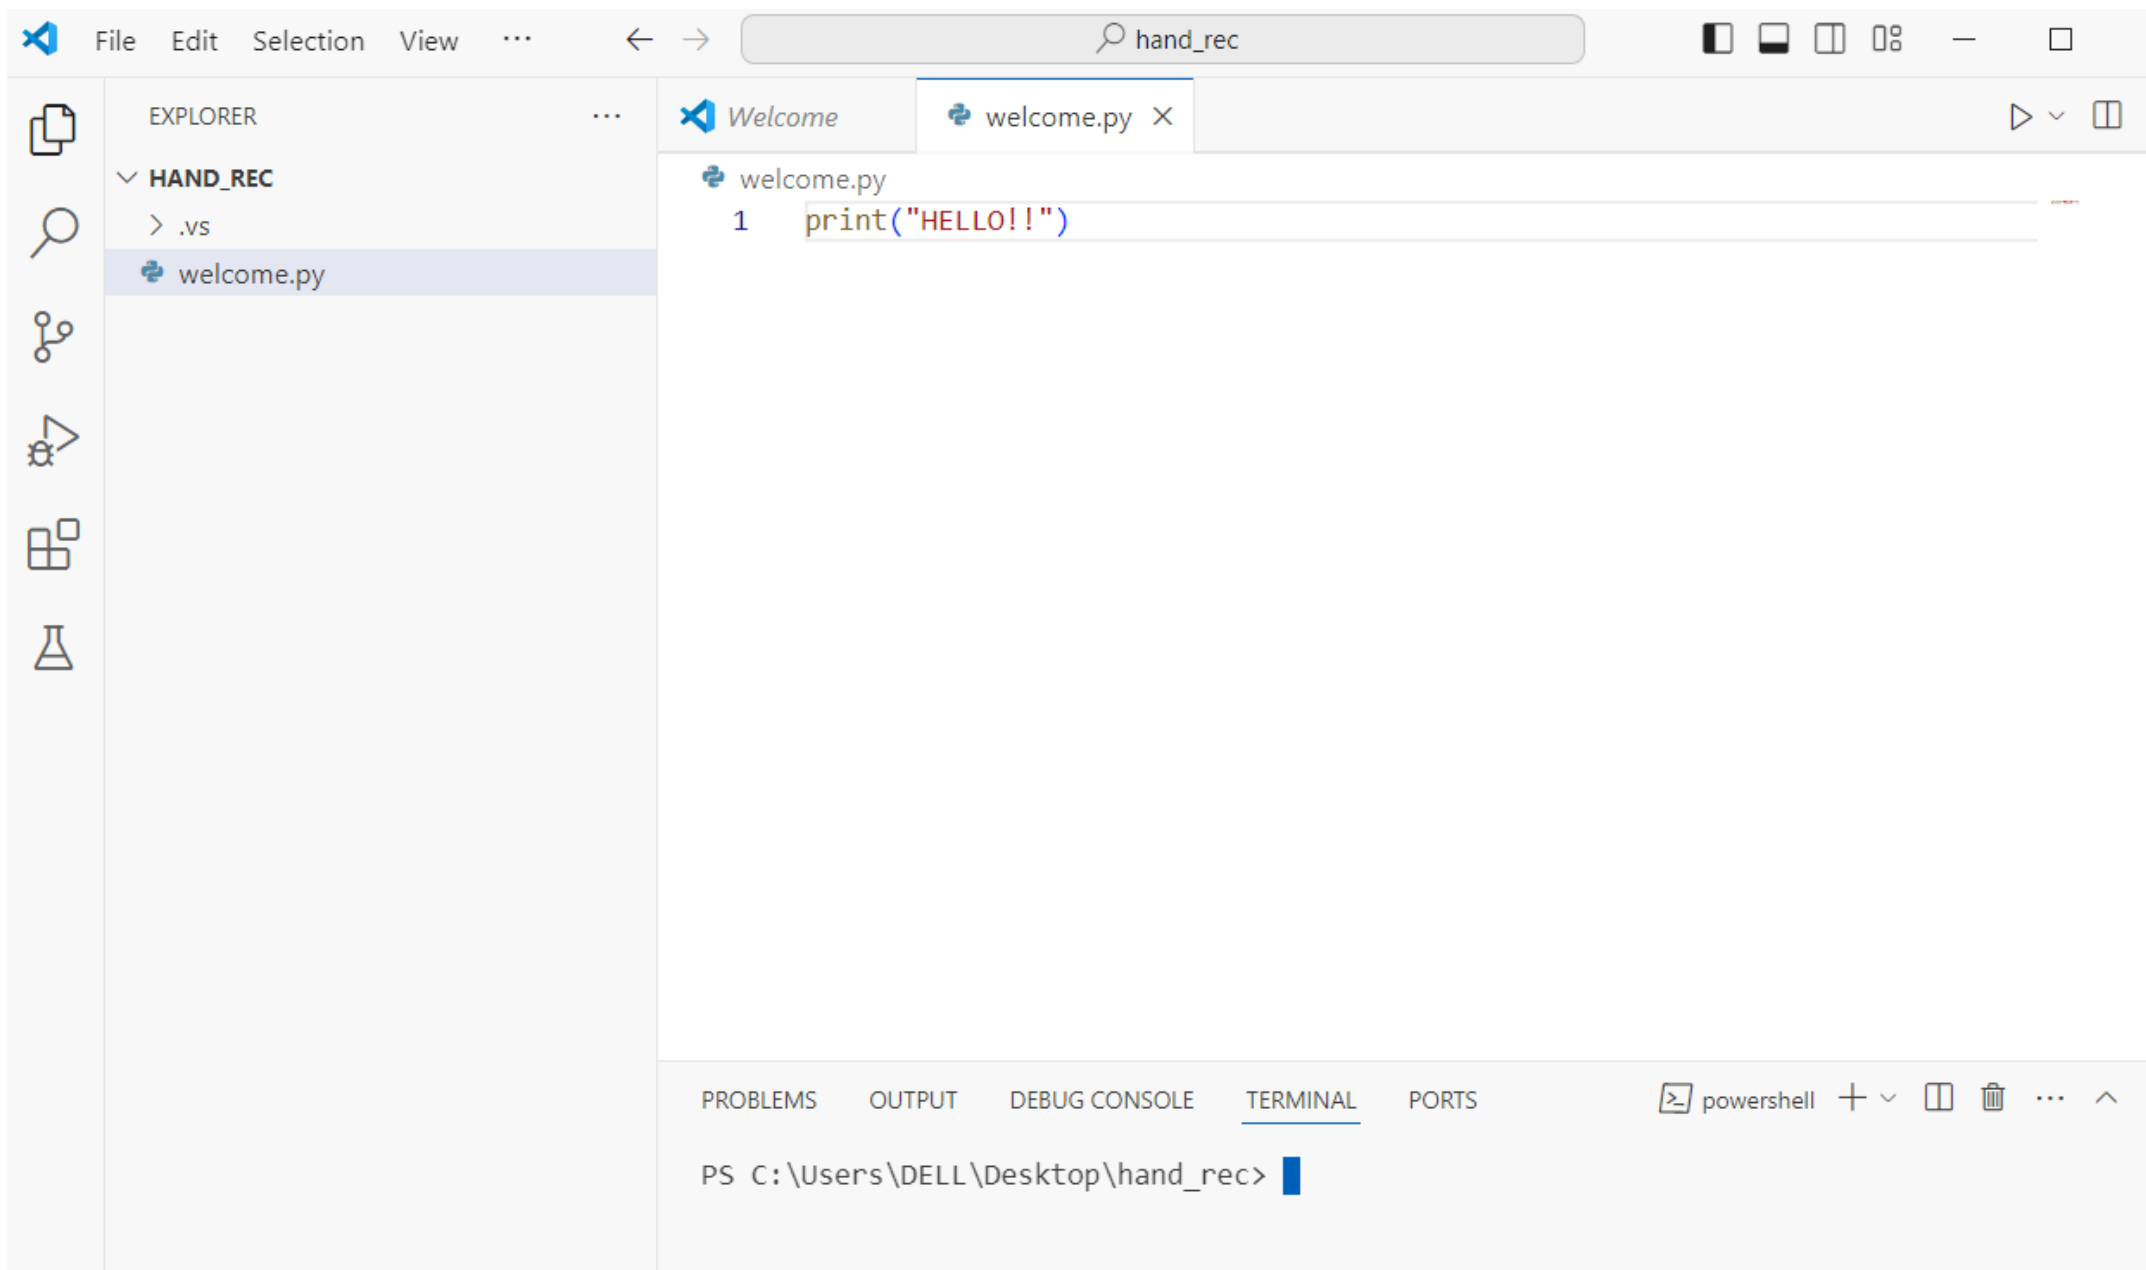 File Edit Selection View ··· hand_rec
EXPLORER ···
HAND_REC
.vs
welcome.py
Welcome welcome.py
welcome.py
1 print("HELLO!!")
PROBLEMS OUTPUT DEBUG CONSOLE TERMINAL PORTS powershell ···
PS C:\Users\DELL\Desktop\hand_rec>